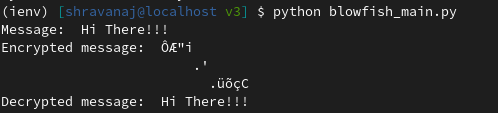 (ienv) [shravanaj@localhost v3] $ python blowfish_main.py
Message:  Hi There!!!
Encrypted message:  ÔÆ"i
.'
.üõçC
Decrypted message:  Hi There!!!